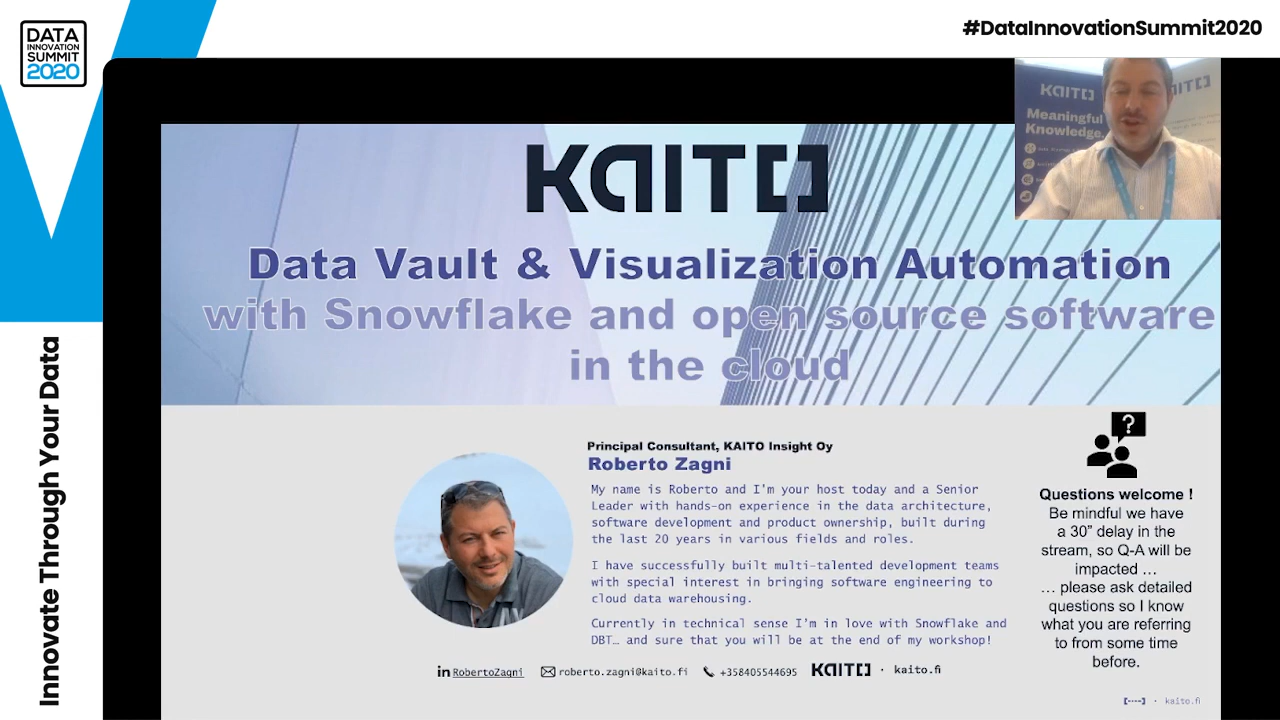 DATA
INNOVATION
SUMMIT
2020
#DataInnovationSummit2020
Innovate Through Your Data
KAITO
Meaningful
Knowledge.
KAITO
Data Vault & Visualization Automation
with Snowflake and open source software
in the cloud
Principal Consultant, KAITO Insight Oy
Roberto Zagni
My name is Roberto and I'm your host today and a Senior
Leader with hands-on experience in the data architecture,
software development and product ownership, built during
the last 20 years in various fields and roles.
I have successfully built multi-talented development teams
with special interest in bringing software engineering to
cloud data warehousing.
Currently in technical sense I'm in love with Snowflake and
DBT… and sure that you will be at the end of my workshop!
in RobertoZagni roberto.zagni@kaito.fi +358405544695 KAITO · kaito.fi
?
Questions welcome !
Be mindful we have
a 30” delay in the
stream, so Q-A will be
impacted …
… please ask detailed
questions so I know
what you are referring
to from some time
before.
[----] · kaito.fi